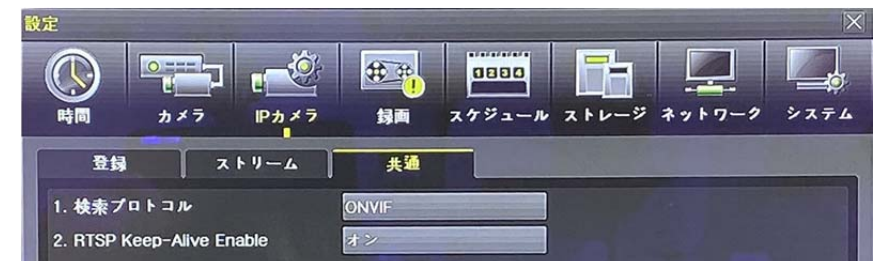 設定
時間 カメラ IPカメラ 録画 スケジュール ストレージ ネットワーク システム
登録 ストリーム 共通
1. 検索プロトコル ONVIF
2. RTSP Keep-Alive Enable オン